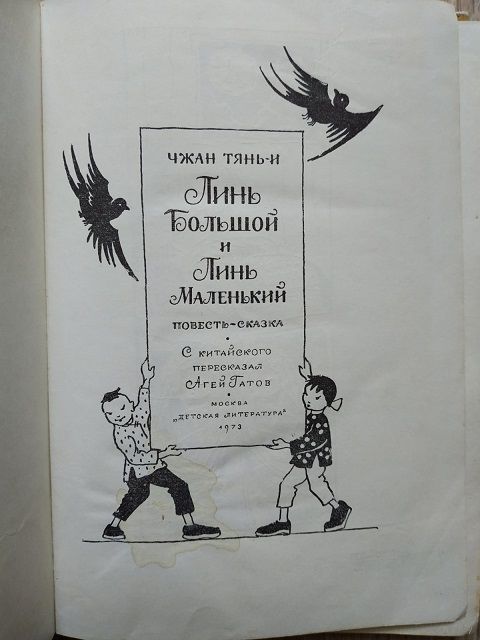 ЧЖАН ТЯНЬ-И
ЛИНЬ
БОЛЬШОЙ
И
ЛИНЬ
МАЛЕНЬКИЙ
ПОВЕСТЬ-СКАЗКА
С КИТАЙСКОГО
ПЕРЕСКАЗАЛ
АГЕЙ ГАТОВ
МОСКВА
„ДЕТСКАЯ ЛИТЕРАТУРА“
1973